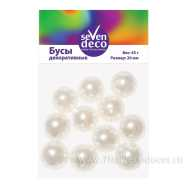 seven
deco
Бусы
декоративные
Вес: 45 г
Размер: 20 мм